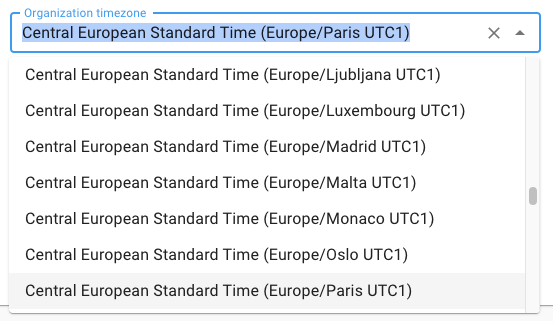 Organization timezone
Central European Standard Time (Europe/Paris UTC1)
Central European Standard Time (Europe/Ljubljana UTC1)
Central European Standard Time (Europe/Luxembourg UTC1)
Central European Standard Time (Europe/Madrid UTC1)
Central European Standard Time (Europe/Malta UTC1)
Central European Standard Time (Europe/Monaco UTC1)
Central European Standard Time (Europe/Oslo UTC1)
Central European Standard Time (Europe/Paris UTC1)